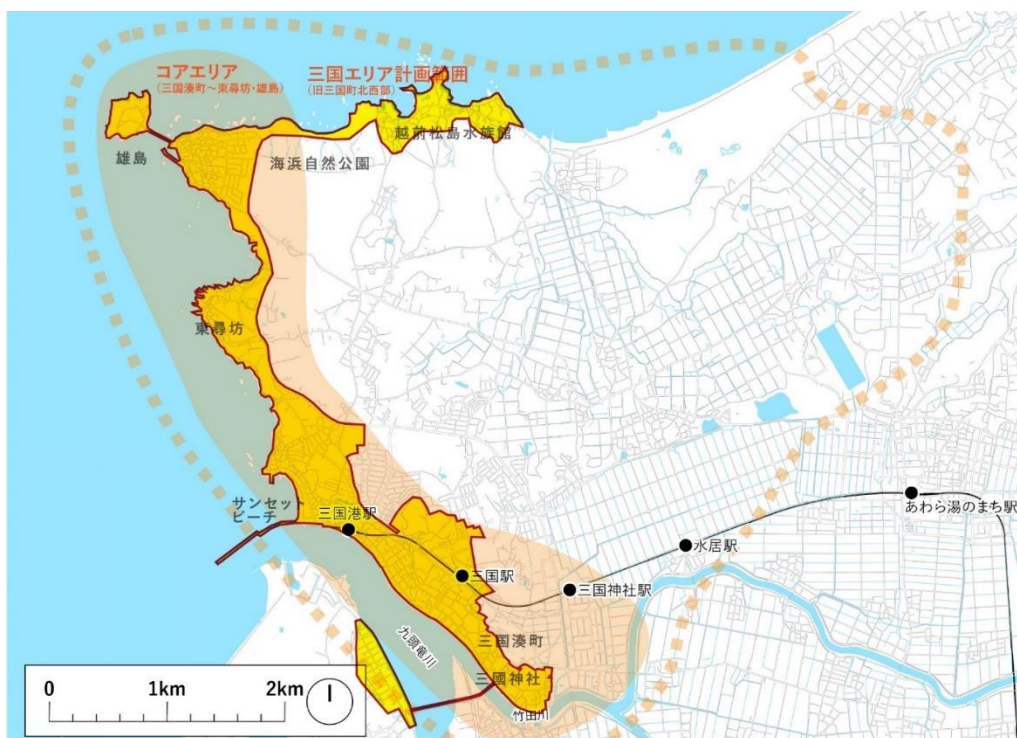 コアエリア
(三国湊町〜東尋坊・雄島)
三国エリア計画範囲
(旧三国町北西部)
越前松島水族館
雄島
海浜自然公園
東尋坊
サンセット
ビーチ
三国港駅
あわら湯のまち駅
水居駅
三国駅
三国神社駅
三国湊町
九頭竜川
三國神社
竹田川
0 1km 2km